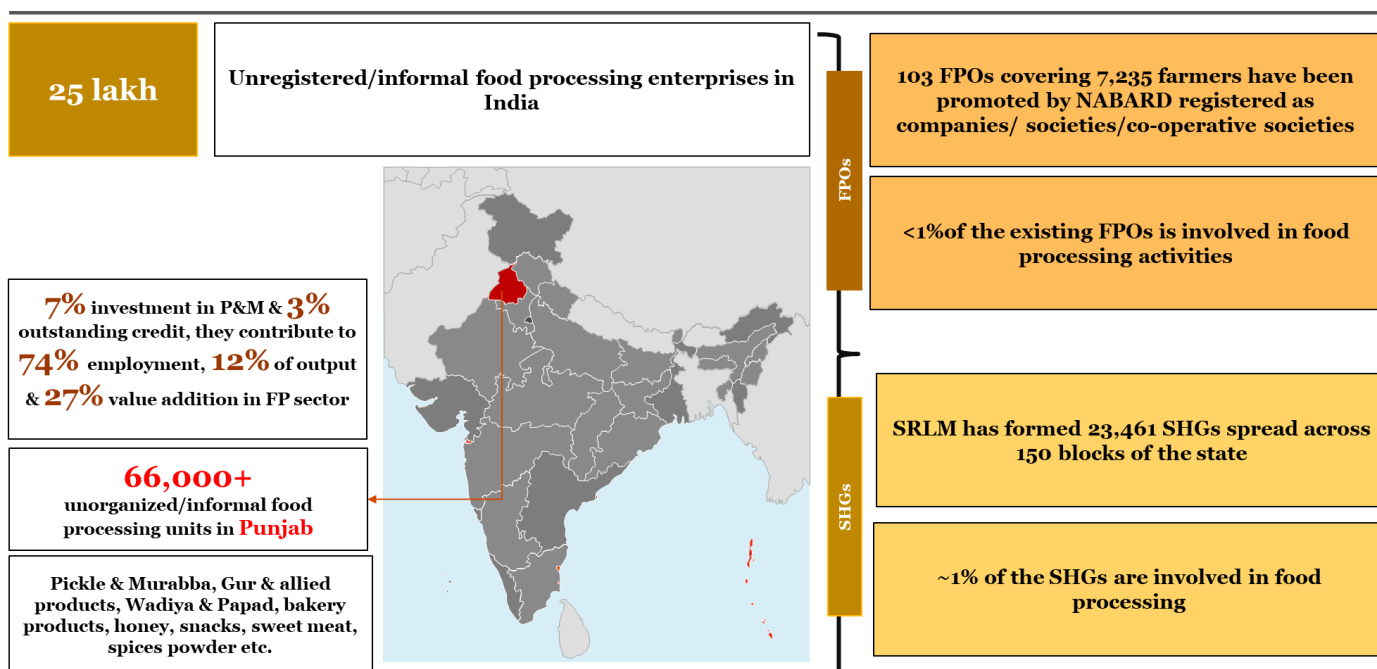 25 lakh
Unregistered/informal food processing enterprises in
India
7% investment in P&M & 3%
outstanding credit, they contribute to
74% employment, 12% of output
& 27% value addition in FP sector
66,000+
unorganized/informal food
processing units in Punjab
Pickle & Murabba, Gur & allied
products, Wadiya & Papad, bakery
products, honey, snacks, sweet meat,
spices powder etc.
FPOs
103 FPOs covering 7,235 farmers have been
promoted by NABARD registered as
companies/ societies/co-operative societies
<1%of the existing FPOs is involved in food
processing activities
SHGs
SRLM has formed 23,461 SHGs spread across
150 blocks of the state
~1% of the SHGs are involved in food
processing